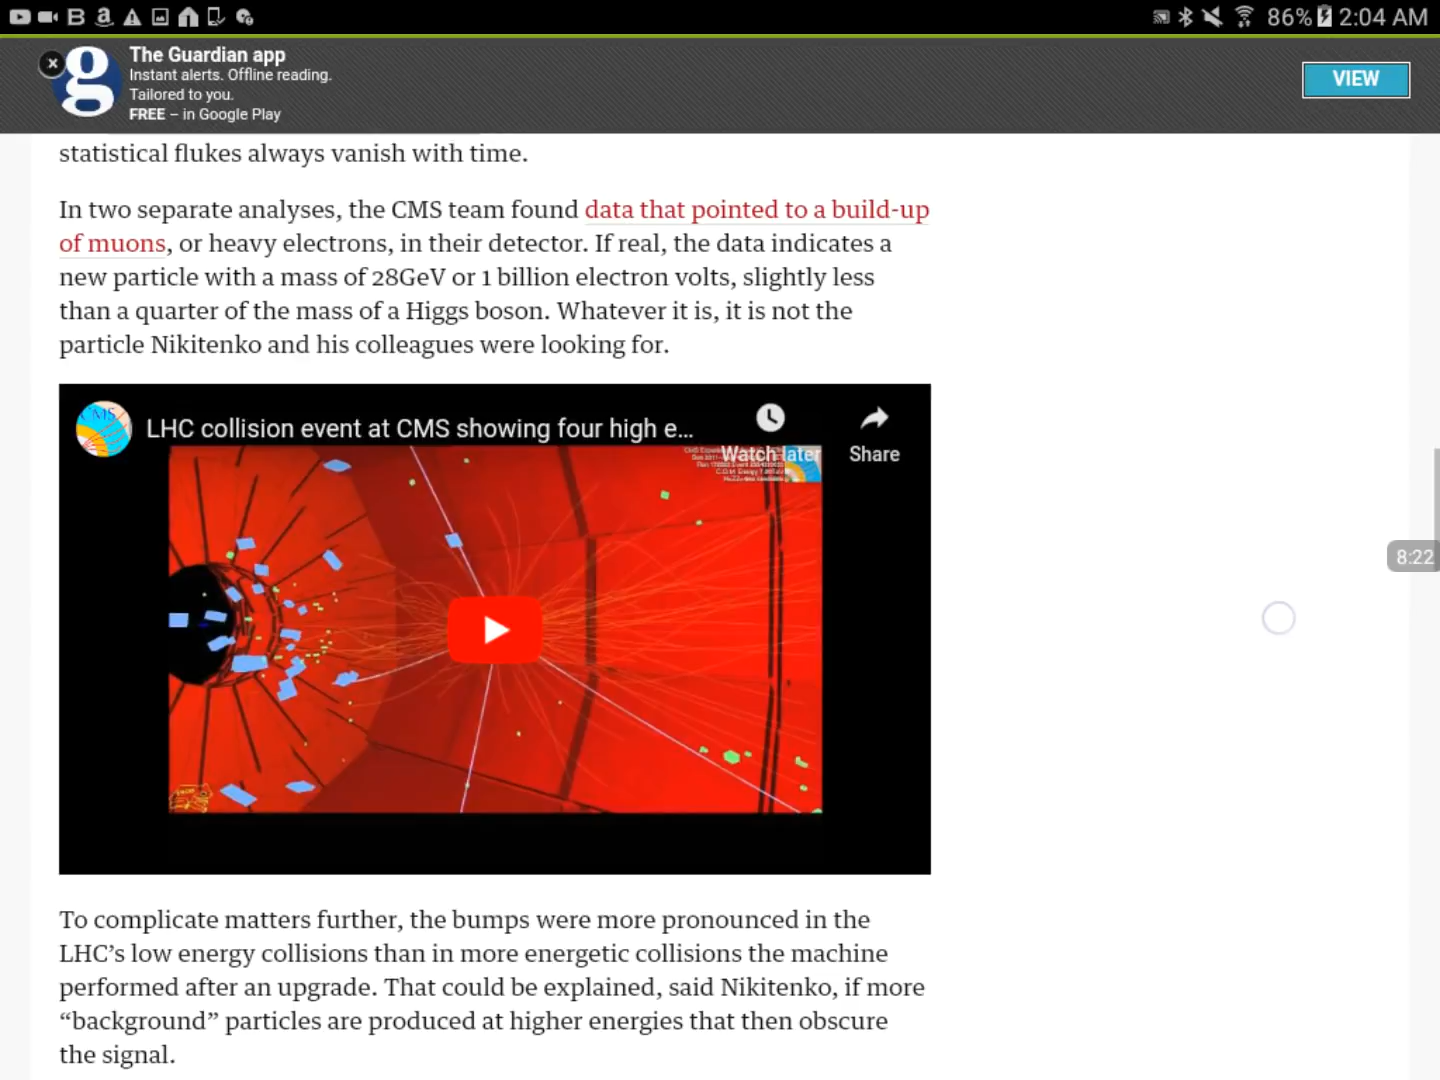 86% 2:04 AM
The Guardian app
Instant alerts. Offline reading.
Tailored to you.
FREE – in Google Play
VIEW
statistical flukes always vanish with time.
In two separate analyses, the CMS team found data that pointed to a build-up
of muons, or heavy electrons, in their detector. If real, the data indicates a
new particle with a mass of 28GeV or 1 billion electron volts, slightly less
than a quarter of the mass of a Higgs boson. Whatever it is, it is not the
particle Nikitenko and his colleagues were looking for.
CMS
LHC collision event at CMS showing four high e...
Watch later
Share
8:22
To complicate matters further, the bumps were more pronounced in the
LHC’s low energy collisions than in more energetic collisions the machine
performed after an upgrade. That could be explained, said Nikitenko, if more
“background” particles are produced at higher energies that then obscure
the signal.